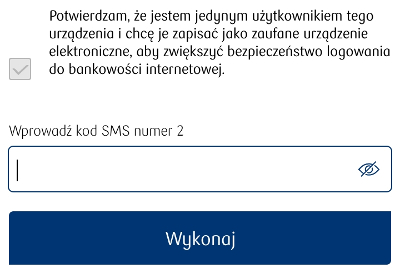 Potwierdzam, że jestem jedynym użytkownikiem tego
urządzenia i chcę je zapisać jako zaufane urządzenie
elektroniczne, aby zwiększyć bezpieczeństwo logowania
do bankowości internetowej.
Wprowadź kod SMS numer 2
Wykonaj